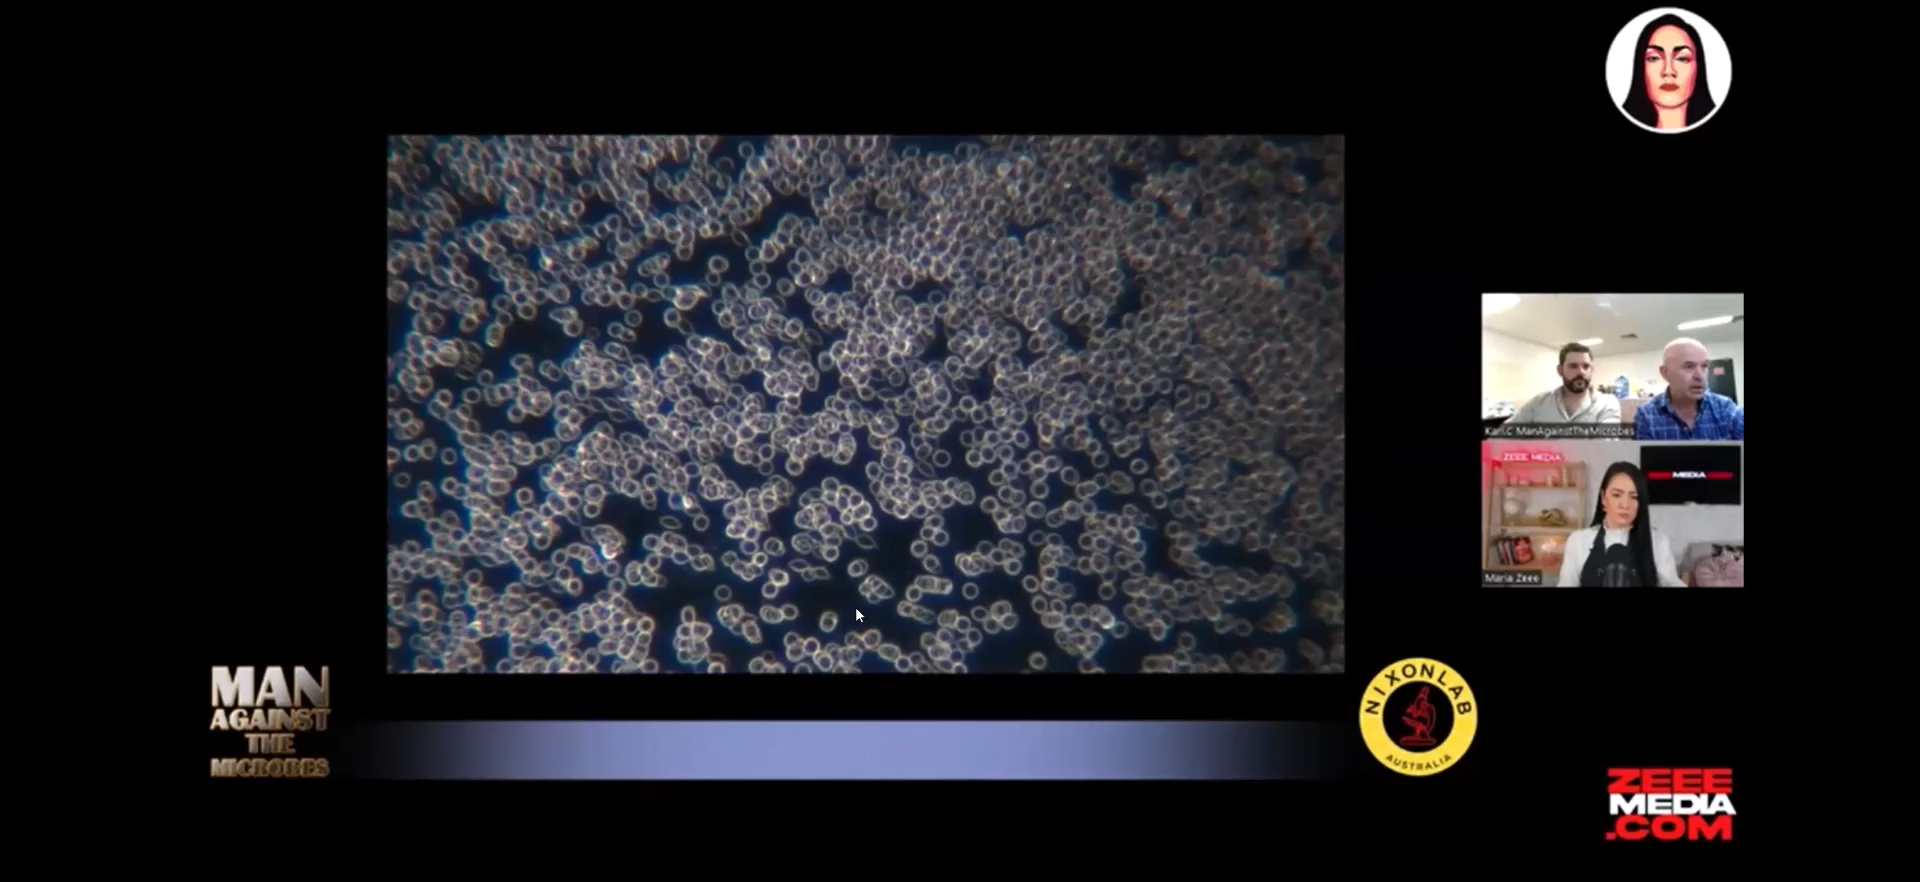 Karl.C ManAgainstTheMicrobes
ZEEE MEDIA
MEDIA
Maria Zeee
MAN
AGAINST
THE
MICROBES
NIXONLAB
AUSTRALIA
ZEEE
MEDIA
.COM